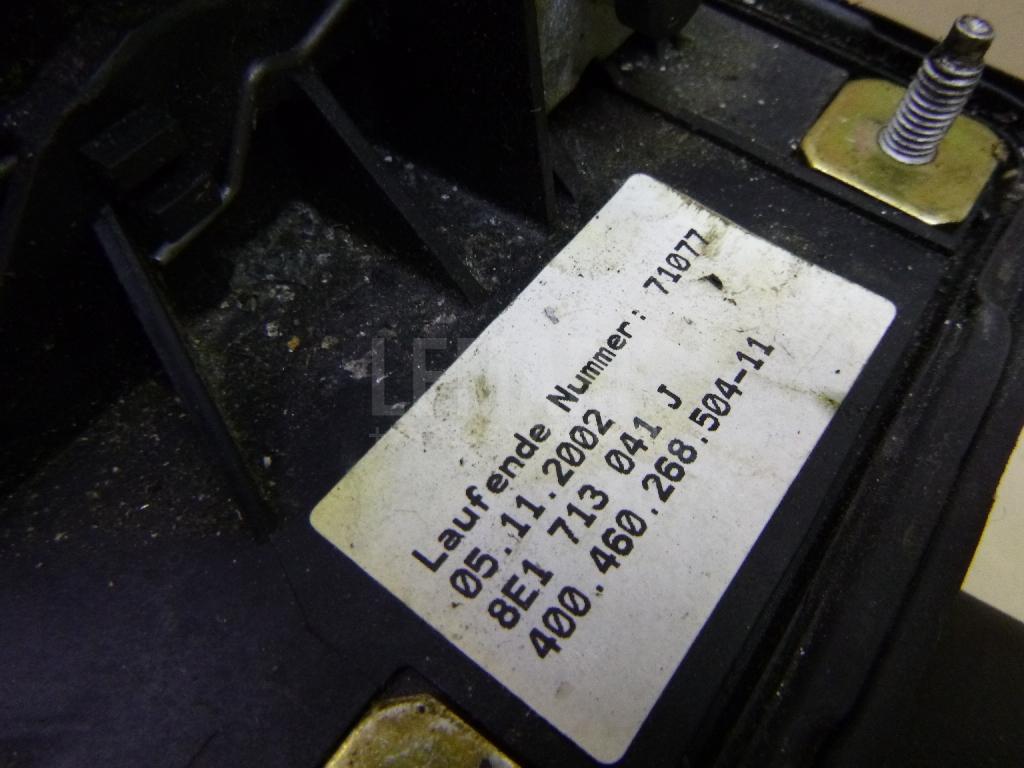 Laufende Nummer: 71077
05.11.2002
8E1 713 041 J
400.460.268.504-11